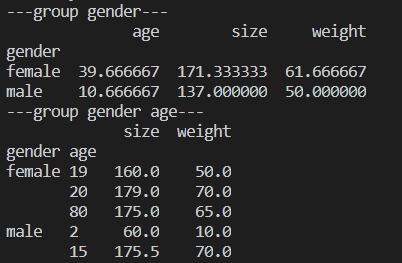 ---group gender---
                 age        size     weight
gender
female  39.666667  171.333333  61.666667
male    10.666667  137.000000  50.000000
---group gender age---
             size  weight
gender age
female 19   160.0    50.0
       20   179.0    70.0
       80   175.0    65.0
male   2     60.0    10.0
       15   175.5    70.0